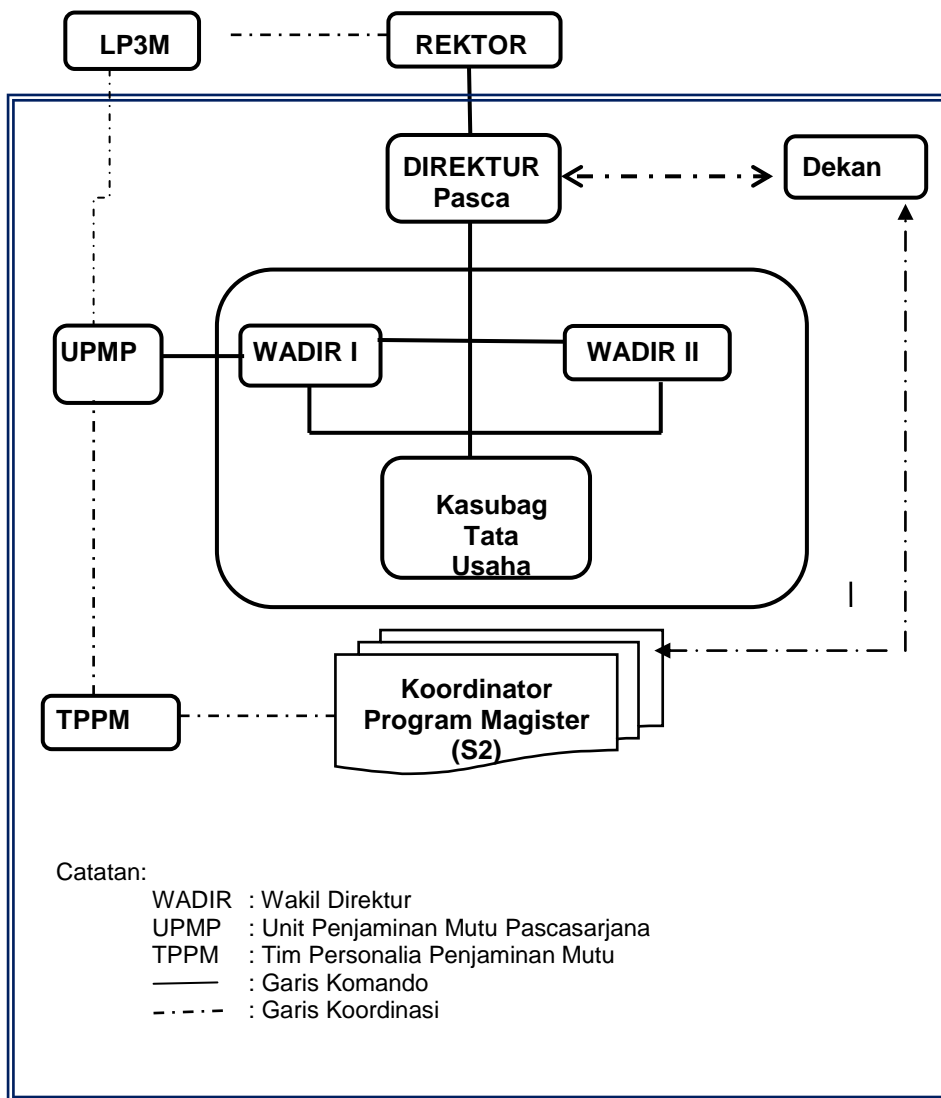 LP3M
REKTOR
DIREKTUR
Pasca
Dekan
UPMP
WADIR I
WADIR II
Kasubag
Tata
Usaha
Koordinator
Program Magister
(S2)
TPPM
Catatan:
WADIR : Wakil Direktur
UPMP : Unit Penjaminan Mutu Pascasarjana
TPPM : Tim Personalia Penjaminan Mutu
: Garis Komando
: Garis Koordinasi